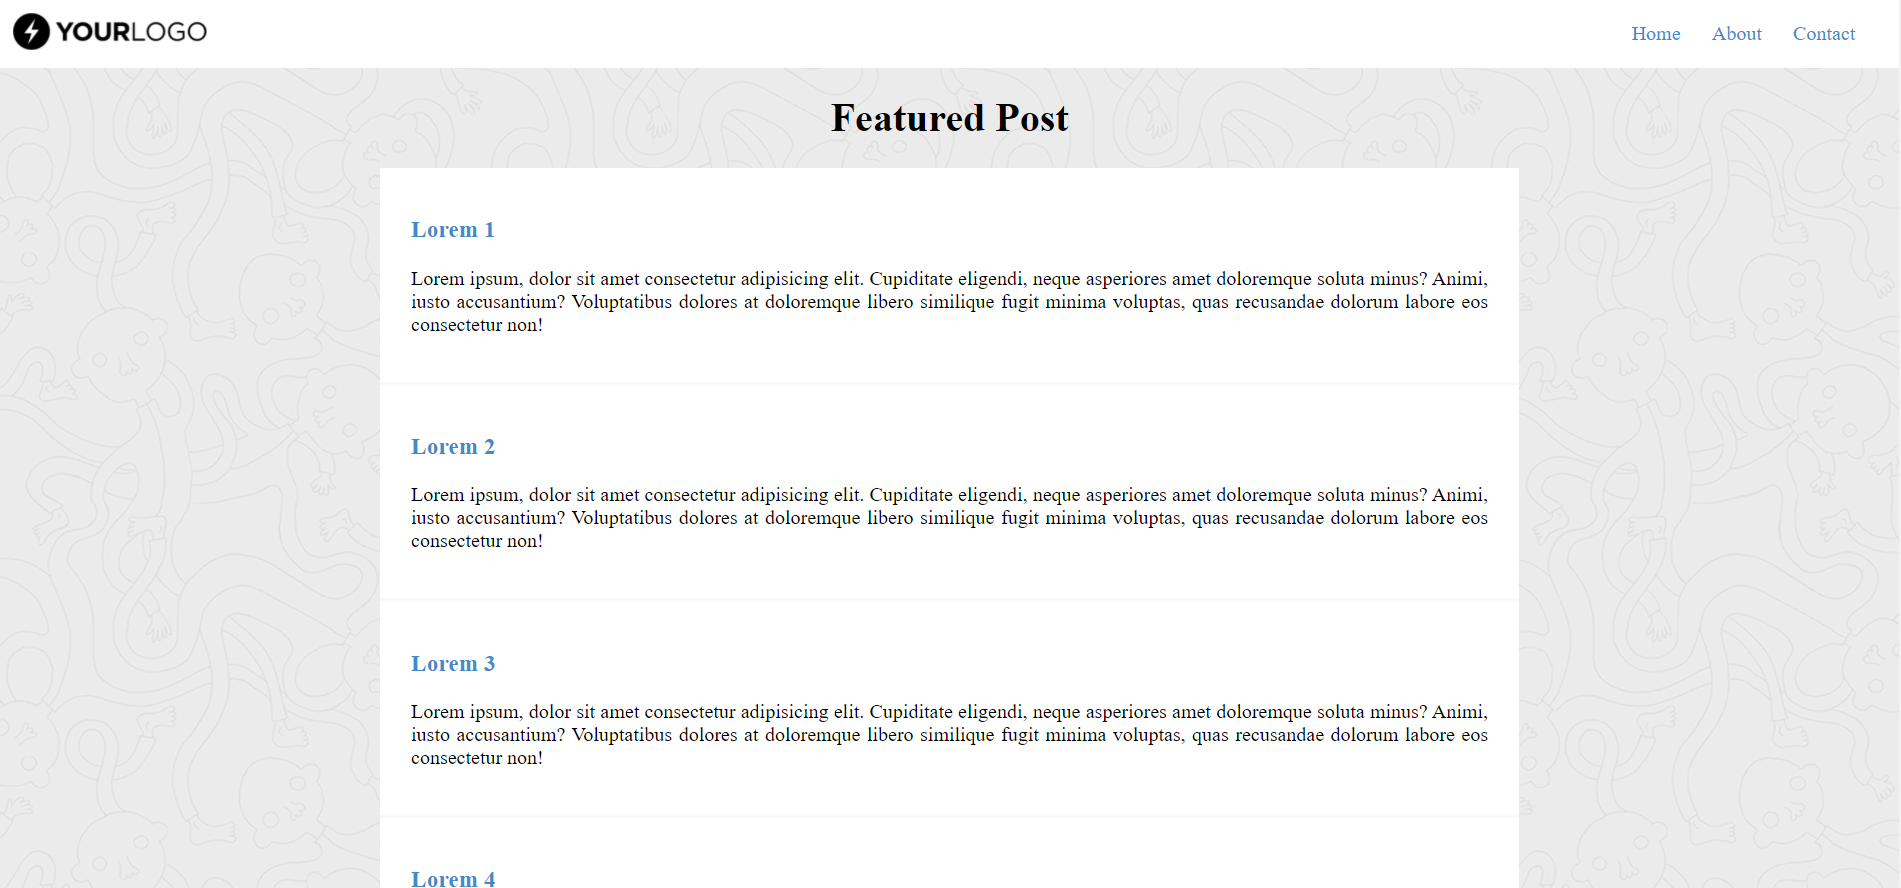 YOURLOGO
Home About Contact
Featured Post
Lorem 1
Lorem ipsum, dolor sit amet consectetur adipisicing elit. Cupiditate eligendi, neque asperiores amet doloremque soluta minus? Animi,
iusto accusantium? Voluptatibus dolores at doloremque libero similique fugit minima voluptas, quas recusandae dolorum labore eos
consectetur non!
Lorem 2
Lorem ipsum, dolor sit amet consectetur adipisicing elit. Cupiditate eligendi, neque asperiores amet doloremque soluta minus? Animi,
iusto accusantium? Voluptatibus dolores at doloremque libero similique fugit minima voluptas, quas recusandae dolorum labore eos
consectetur non!
Lorem 3
Lorem ipsum, dolor sit amet consectetur adipisicing elit. Cupiditate eligendi, neque asperiores amet doloremque soluta minus? Animi,
iusto accusantium? Voluptatibus dolores at doloremque libero similique fugit minima voluptas, quas recusandae dolorum labore eos
consectetur non!
Lorem 4